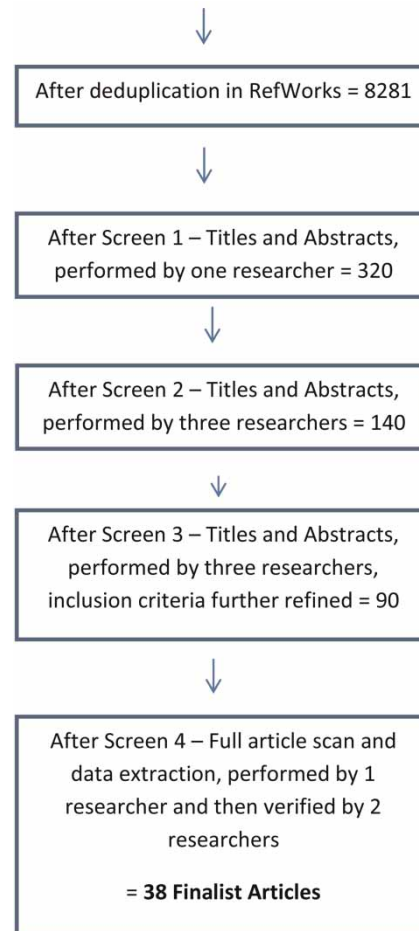 After deduplication in RefWorks = 8281
After Screen 1 – Titles and Abstracts,
performed by one researcher = 320
After Screen 2 – Titles and Abstracts,
performed by three researchers = 140
After Screen 3 – Titles and Abstracts,
performed by three researchers,
inclusion criteria further refined = 90
After Screen 4 – Full article scan and
data extraction, performed by 1
researcher and then verified by 2
researchers
= 38 Finalist Articles